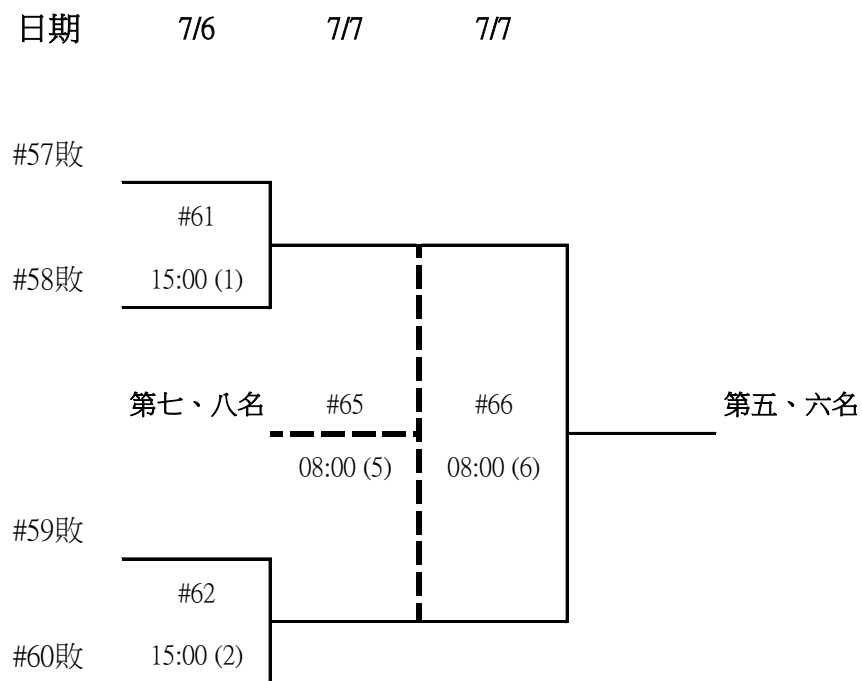 日期 7/6 7/7 7/7
#57敗
#61
#58敗 15:00 (1)
第七、八名 #65 #66 第五、六名
08:00 (5) 08:00 (6)
#59敗
#62
#60敗 15:00 (2)